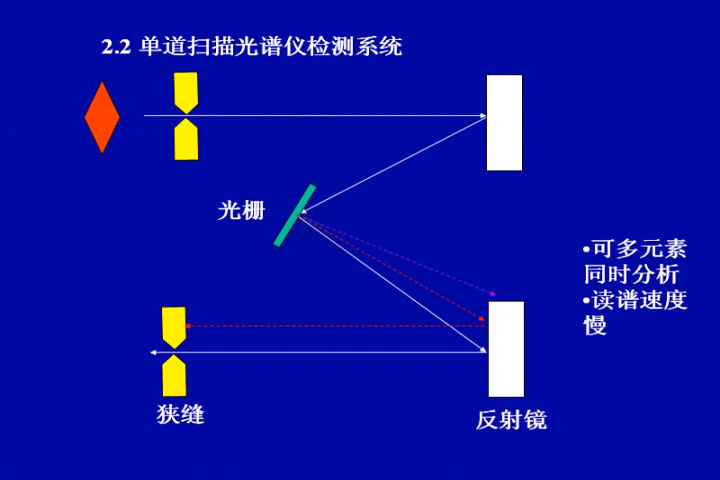 2.2 单道扫描光谱仪检测系统
光栅
•可多元素
同时分析
•读谱速度
慢
狭缝
反射镜